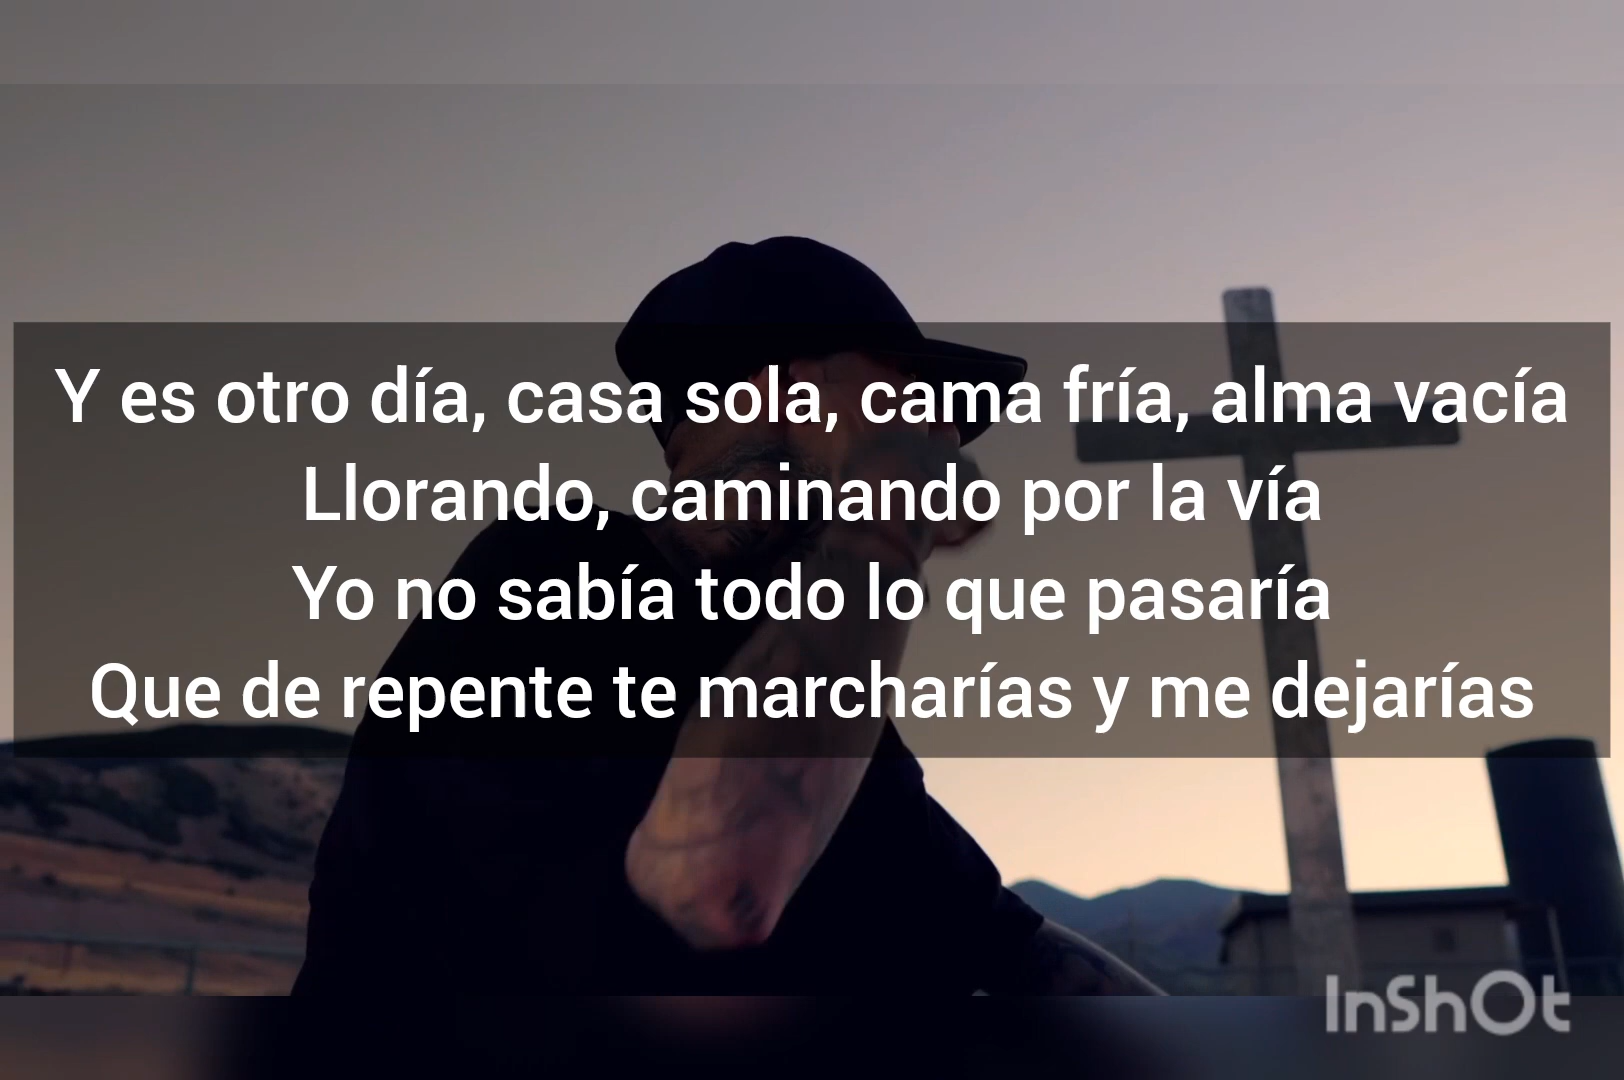 Y es otro día, casa sola, cama fría, alma vacía
Llorando, caminando por la vía
Yo no sabía todo lo que pasaría
Que de repente te marcharías y me dejarías
InShOt